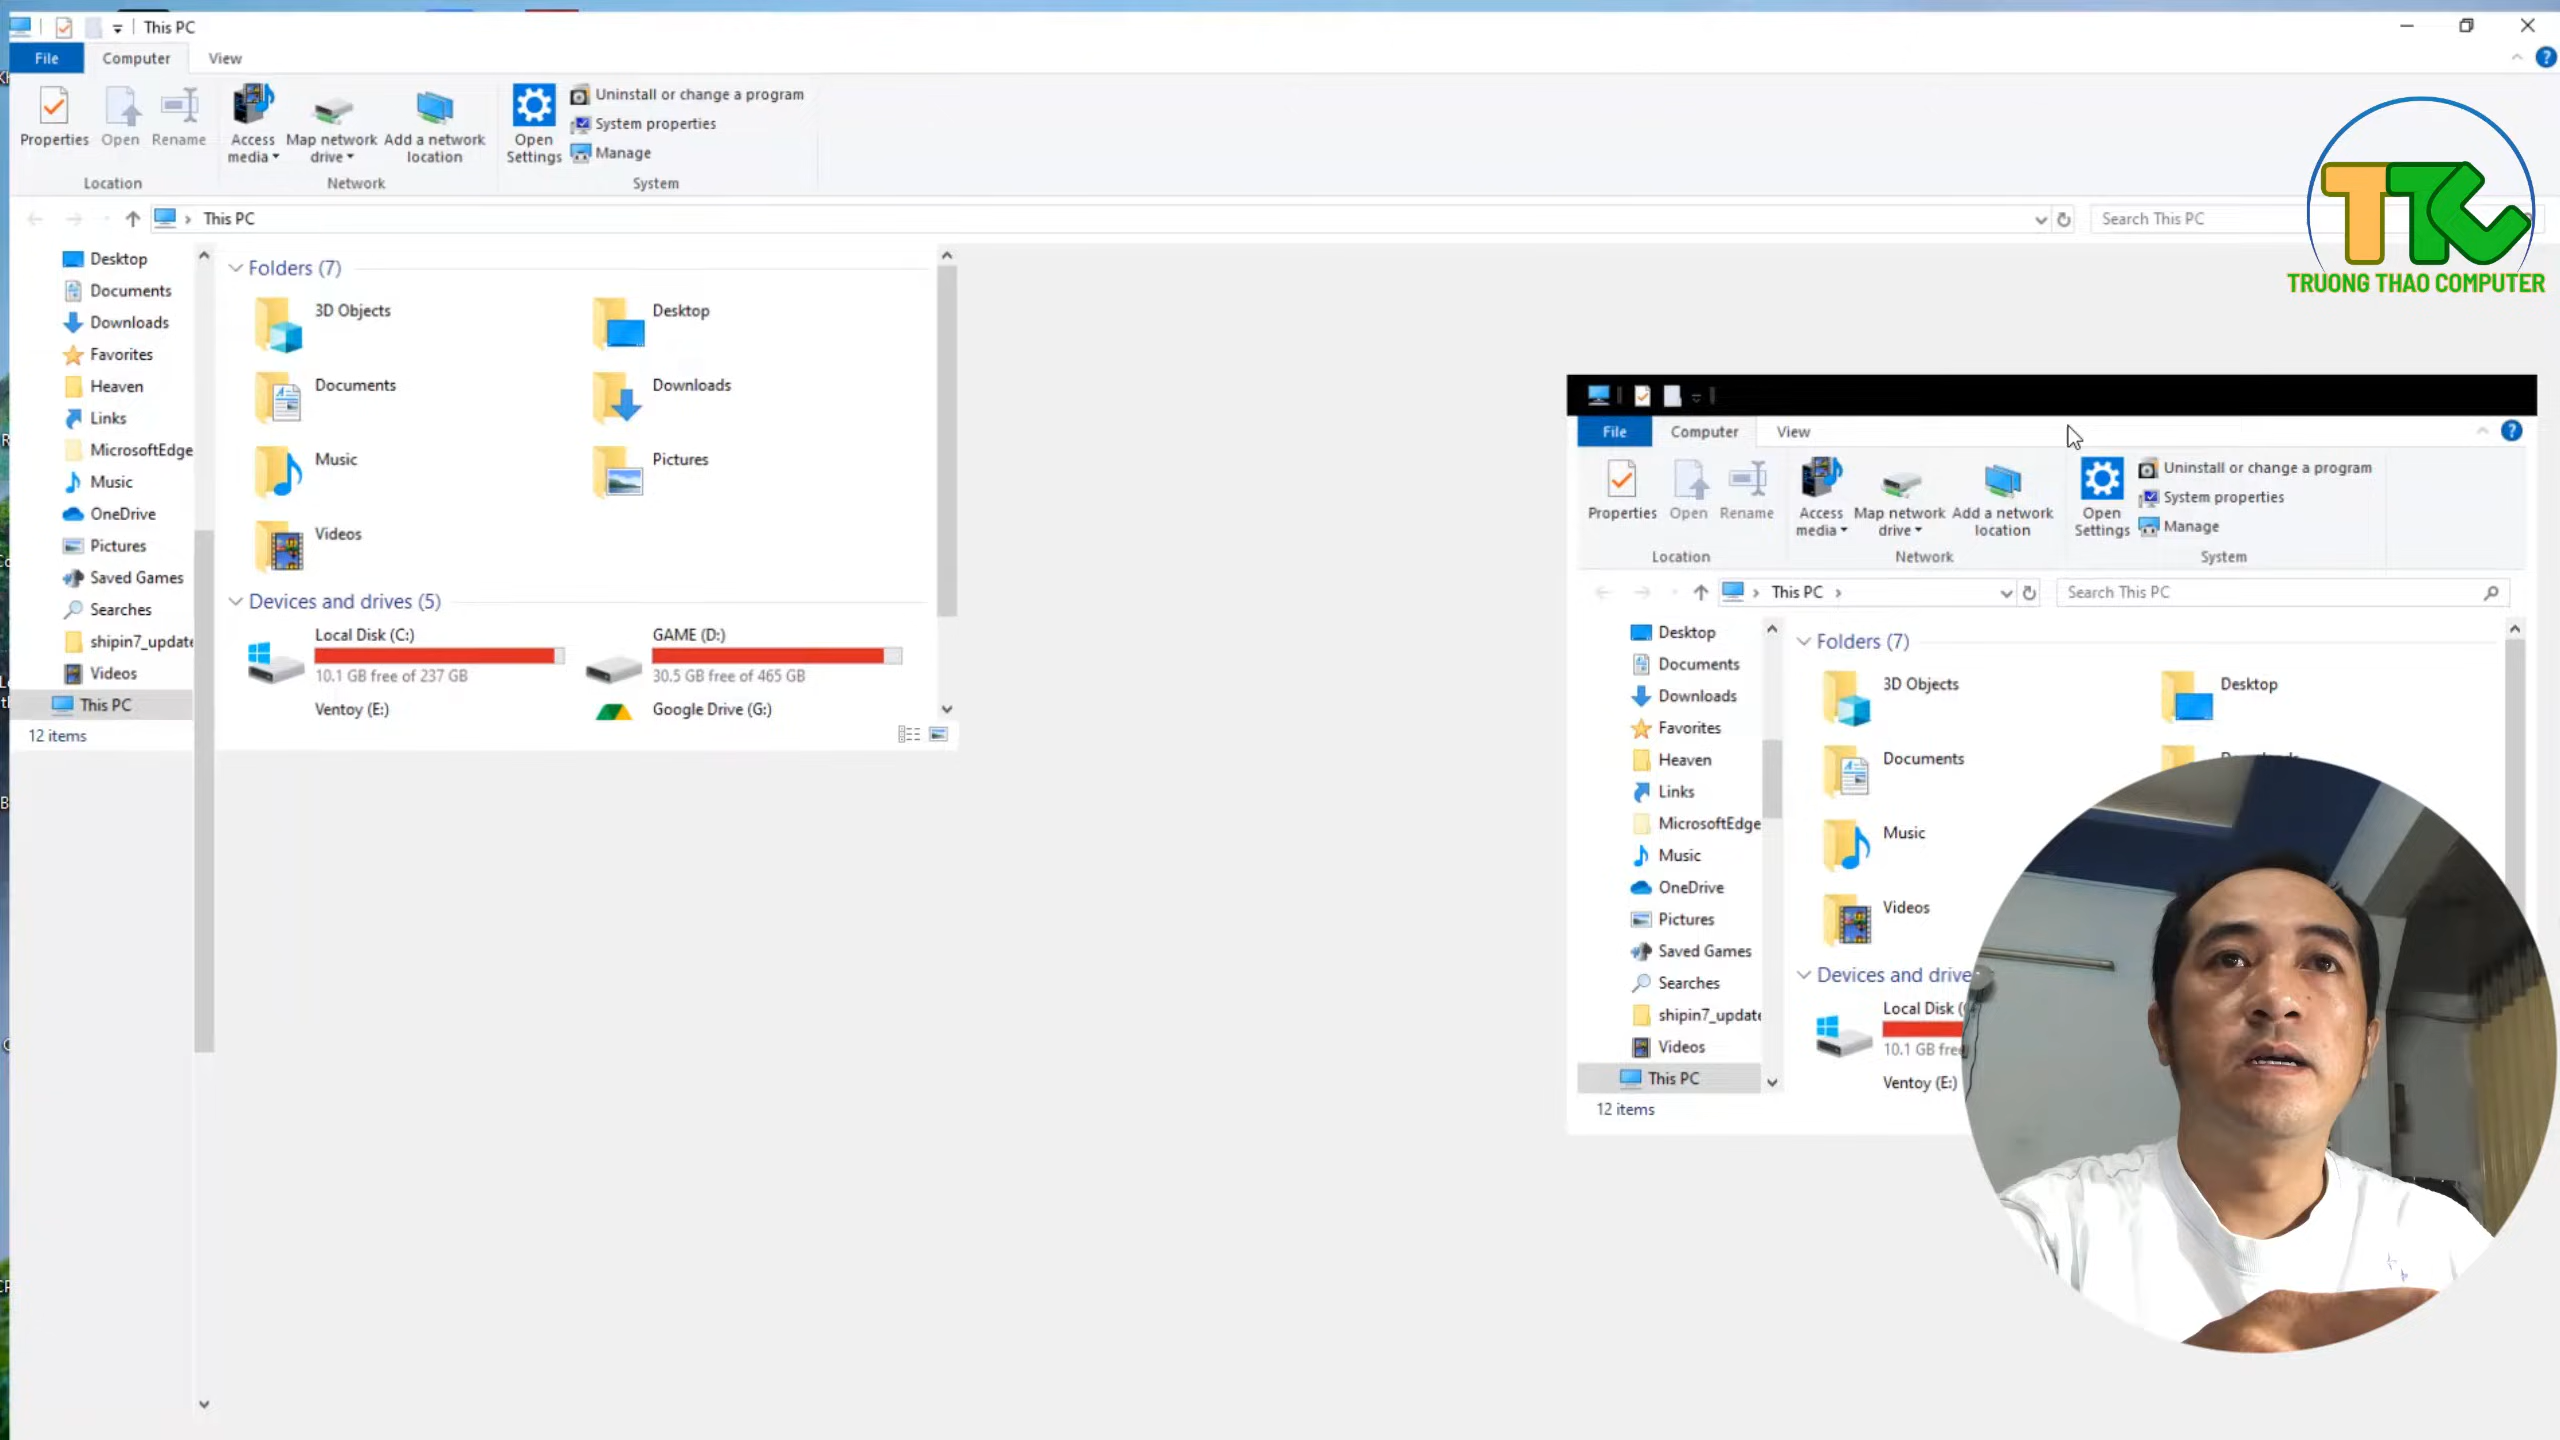 This PC
File Computer View
Properties Open Rename Access media Map network drive Add a network location Open Settings Uninstall or change a program
System properties
Manage
Location Network System
This PC Search This PC
TRUONG THAO COMPUTER
Desktop
Documents
Downloads
Favorites
Heaven
Links
MicrosoftEdge
Music
OneDrive
Pictures
Saved Games
Searches
shipin7_update
Videos
This PC
12 items
Folders (7)
3D Objects Desktop
Documents Downloads
Music Pictures
Videos
Devices and drives (5)
Local Disk (C:) GAME (D:)
10.1 GB free of 237 GB 30.5 GB free of 465 GB
Ventoy (E:) Google Drive (G:)
File Computer View
Properties Open Rename Access media Map network drive Add a network location Open Settings Uninstall or change a program
System properties
Manage
Location Network System
This PC Search This PC
Desktop
Documents
Downloads
Favorites
Heaven
Links
MicrosoftEdge
Music
OneDrive
Pictures
Saved Games
Searches
shipin7_update
Videos
This PC
12 items
Folders (7)
3D Objects Desktop
Documents
Music
Videos
Devices and drive
Local Disk
10.1 GB free
Ventoy (E:)